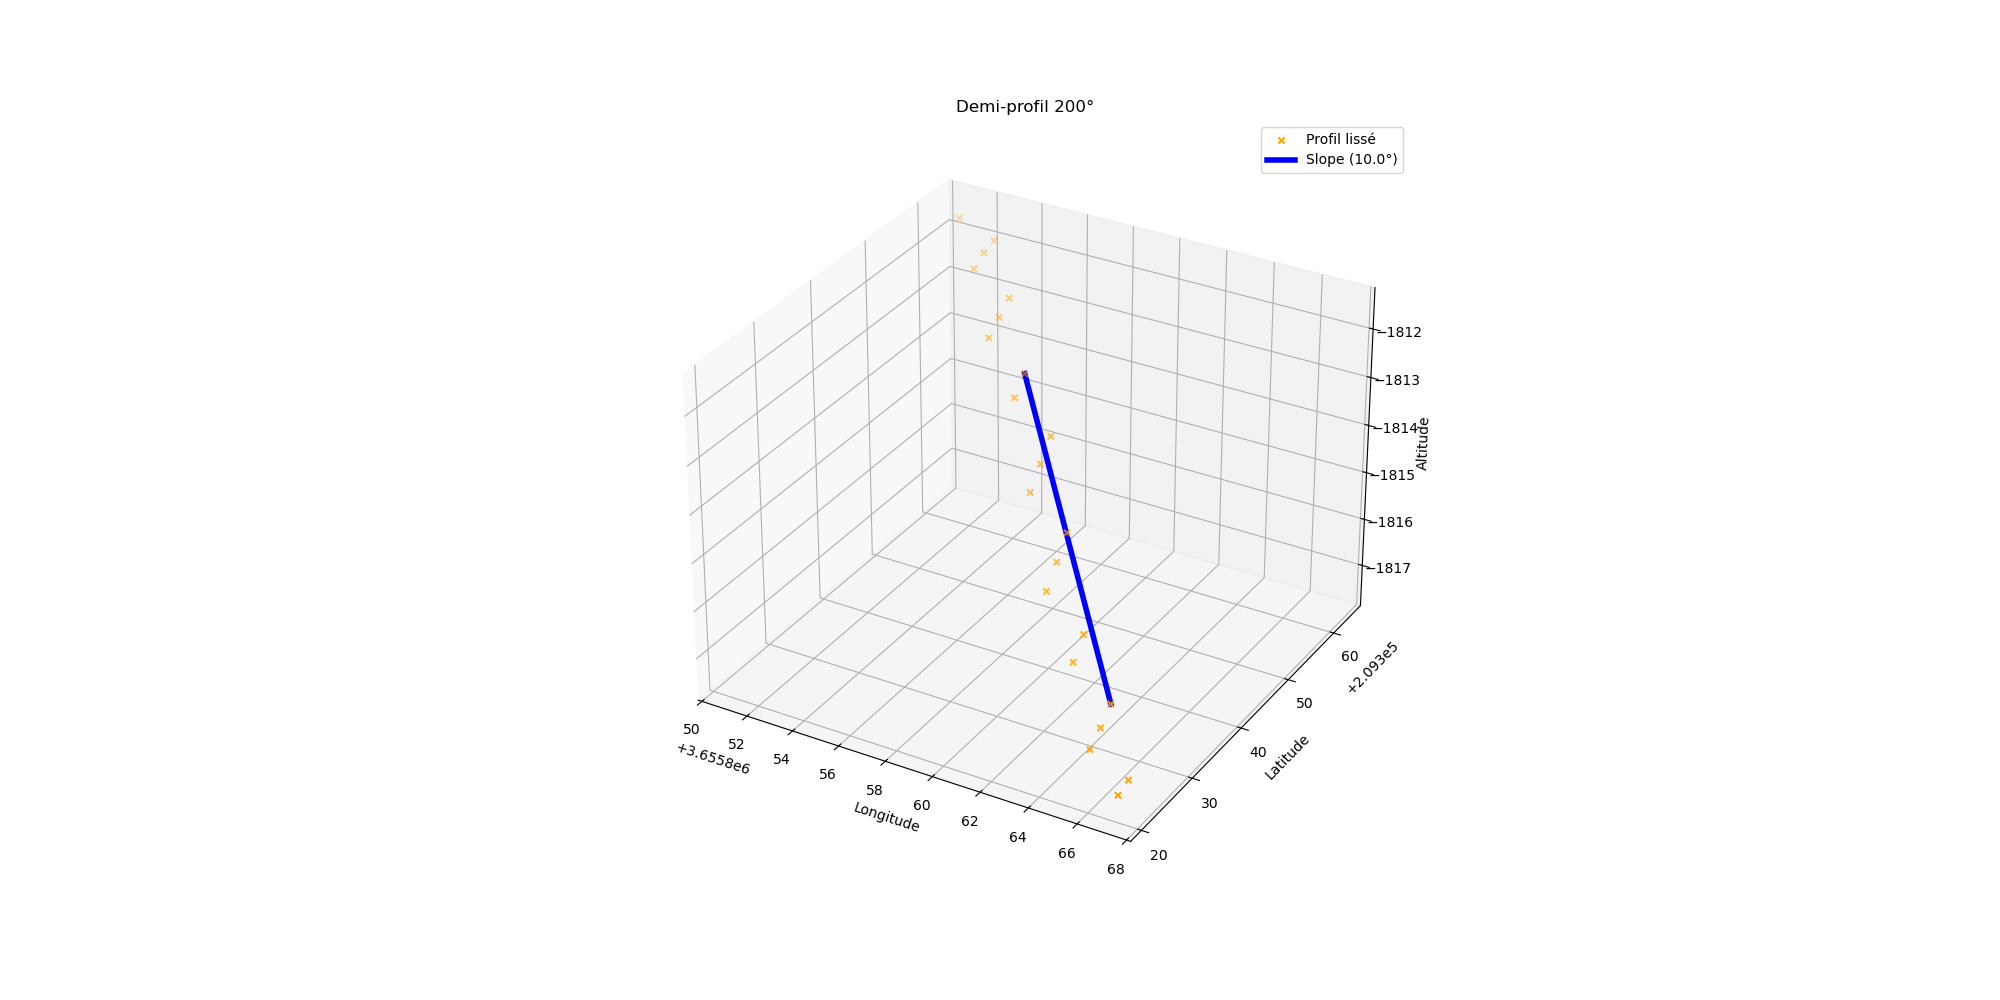 Demi-profil 200°
Profil lissé
Slope (10.0°)
−1812
−1813
−1814
−1815
−1816
−1817
Altitude
60
50
40
30
20
+2.093e5
Latitude
50
52
54
56
58
60
62
64
66
68
+3.6558e6
Longitude